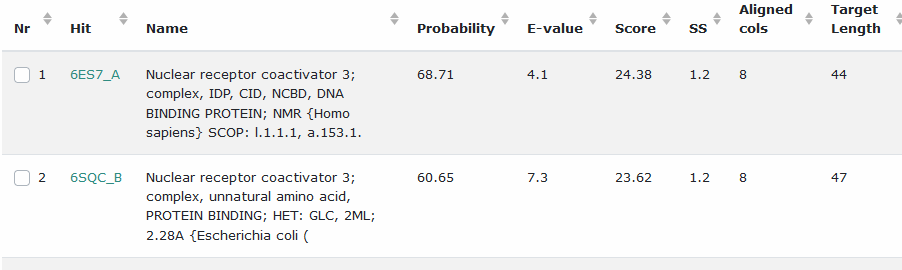 Nr Hit Name Probability E-value Score SS Aligned cols Target Length
1 6ES7_A Nuclear receptor coactivator 3; 68.71 4.1 24.38 1.2 8 44
complex, IDP, CID, NCBD, DNA
BINDING PROTEIN; NMR {Homo
sapiens} SCOP: l.1.1.1, a.153.1.
2 6SQC_B Nuclear receptor coactivator 3; 60.65 7.3 23.62 1.2 8 47
complex, unnatural amino acid,
PROTEIN BINDING; HET: GLC, 2ML;
2.28A {Escherichia coli (